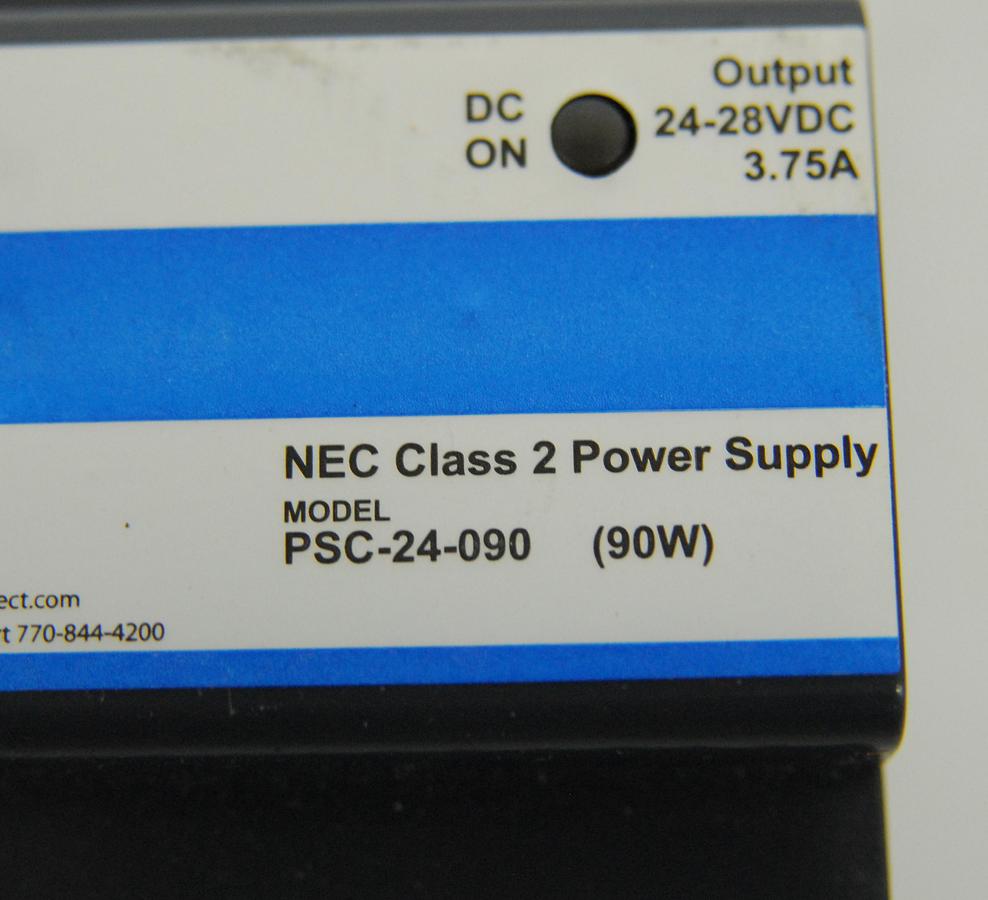 Output
DC
24-28VDC
ON
3.75A
NEC Class 2 Power Supply
MODEL
PSC-24-090 (90W)
ect.com
770-844-4200